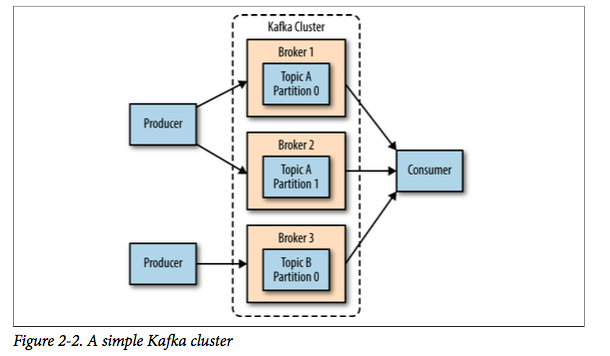 Kafka Cluster
Broker 1
Topic A
Partition 0
Producer
Broker 2
Topic A
Partition 1
Consumer
Broker 3
Producer
Topic B
Partition 0
Figure 2-2. A simple Kafka cluster